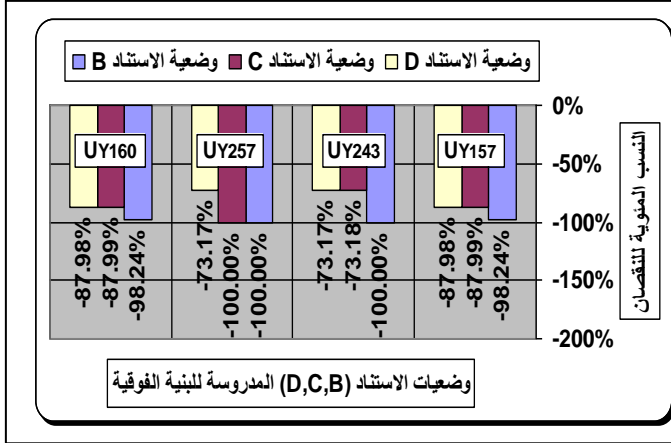 وضعية الاستناد B وضعية الاستناد C وضعية الاستناد D
0%
-50%
-100%
-150%
-200%
النسب المئوية للنقصان
UY157
-98.24%
-87.99%
-87.98%
UY243
-100.00%
-73.18%
-73.17%
UY257
-100.00%
-100.00%
-73.17%
UY160
-98.24%
-87.99%
-87.98%
وضعيات الاستناد (D,C,B) المدروسة للبنية الفوقية